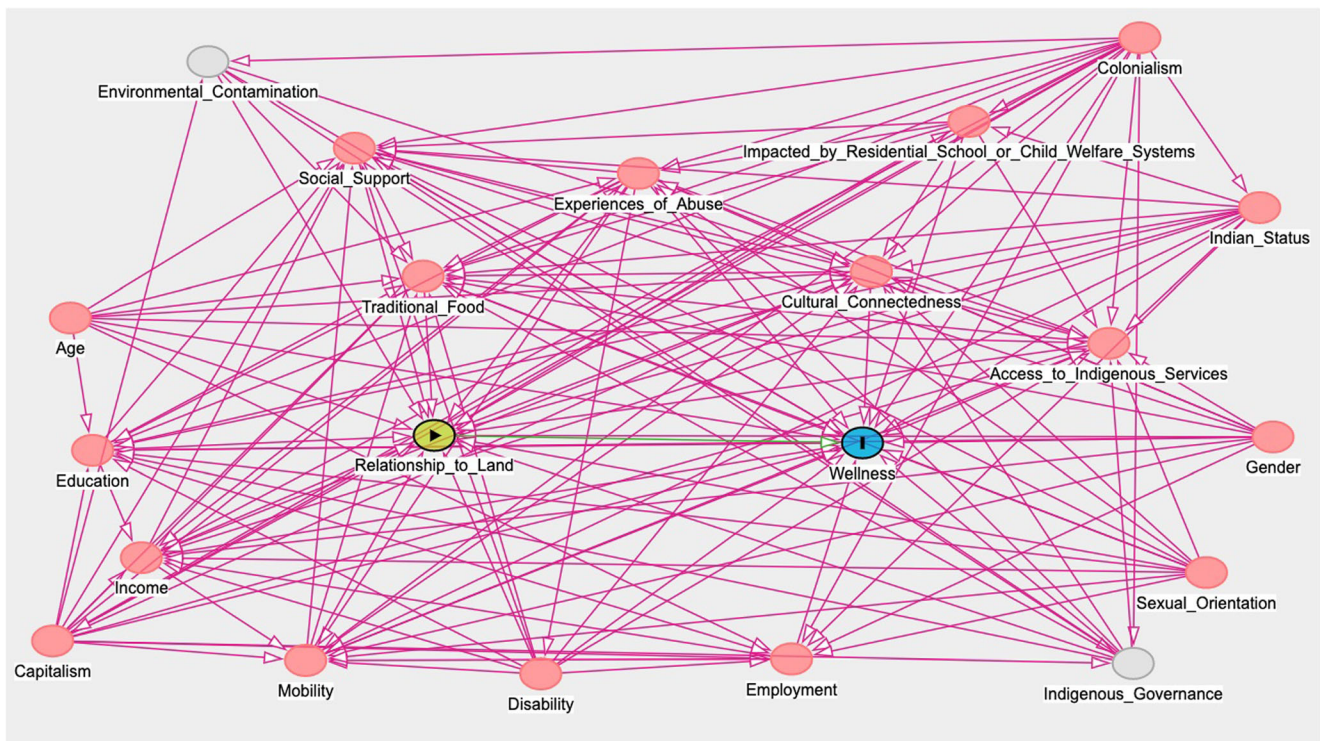 Colonialism
Environmental_Contamination
Impacted_by_Residential_School_or_Child_Welfare_Systems
Social_Support
Experiences_of_Abuse
Indian_Status
Traditional_Food
Cultural_Connectedness
Age
Access_to_Indigenous_Services
Relationship_to_Land
Wellness
Gender
Education
Income
Sexual_Orientation
Capitalism
Mobility
Disability
Employment
Indigenous_Governance